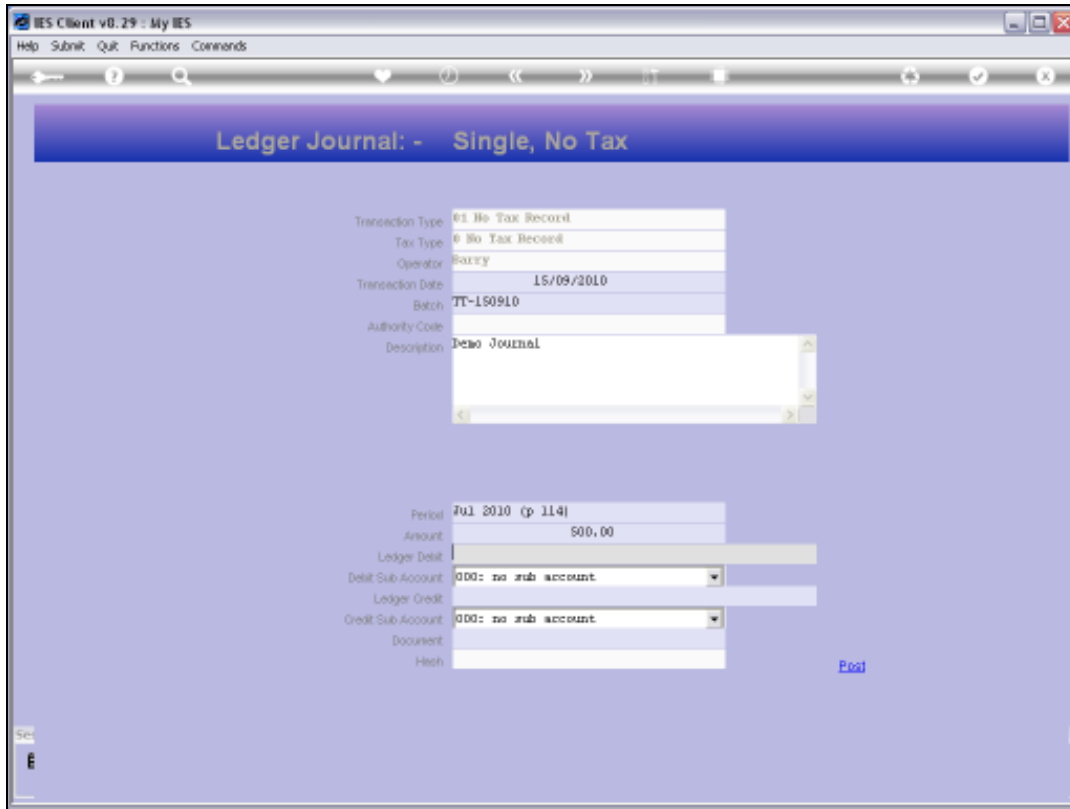 IES Client v8.29 : My IES
Help Submit Quit Functions Commands
Ledger Journal: - Single, No Tax
Transaction Type 01 No Tax Record
Tax Type 0 No Tax Record
Operator Barry
Transaction Date 15/09/2010
Batch TT-150910
Authority Code
Description Demo Journal
Period Jul 2010 (p 114)
Amount 500.00
Ledger Debit
Debit Sub Account 000: no sub account
Ledger Credit
Credit Sub Account 000: no sub account
Document
Hash
Post